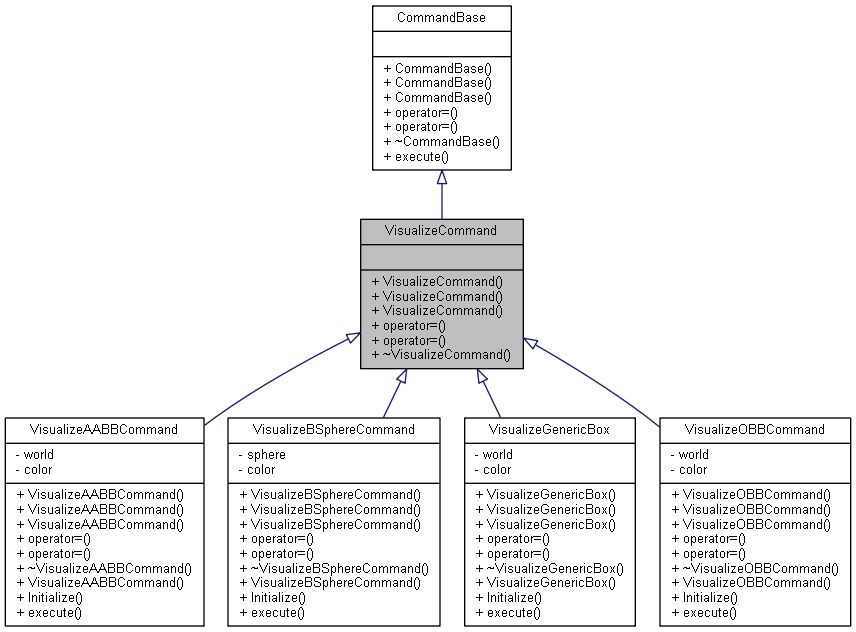 CommandBase
+ CommandBase()
+ CommandBase()
+ CommandBase()
+ operator=()
+ operator=()
+ ~CommandBase()
+ execute()
VisualizeCommand
+ VisualizeCommand()
+ VisualizeCommand()
+ VisualizeCommand()
+ operator=()
+ operator=()
+ ~VisualizeCommand()
VisualizeAABBCommand
- world
- color
+ VisualizeAABBCommand()
+ VisualizeAABBCommand()
+ VisualizeAABBCommand()
+ operator=()
+ operator=()
+ ~VisualizeAABBCommand()
+ VisualizeAABBCommand()
+ Initialize()
+ execute()
VisualizeBSphereCommand
- sphere
- color
+ VisualizeBSphereCommand()
+ VisualizeBSphereCommand()
+ VisualizeBSphereCommand()
+ operator=()
+ operator=()
+ ~VisualizeBSphereCommand()
+ VisualizeBSphereCommand()
+ Initialize()
+ execute()
VisualizeGenericBox
- world
- color
+ VisualizeGenericBox()
+ VisualizeGenericBox()
+ VisualizeGenericBox()
+ operator=()
+ operator=()
+ ~VisualizeGenericBox()
+ VisualizeGenericBox()
+ Initialize()
+ execute()
VisualizeOBBCommand
- world
- color
+ VisualizeOBBCommand()
+ VisualizeOBBCommand()
+ VisualizeOBBCommand()
+ operator=()
+ operator=()
+ ~VisualizeOBBCommand()
+ VisualizeOBBCommand()
+ Initialize()
+ execute()